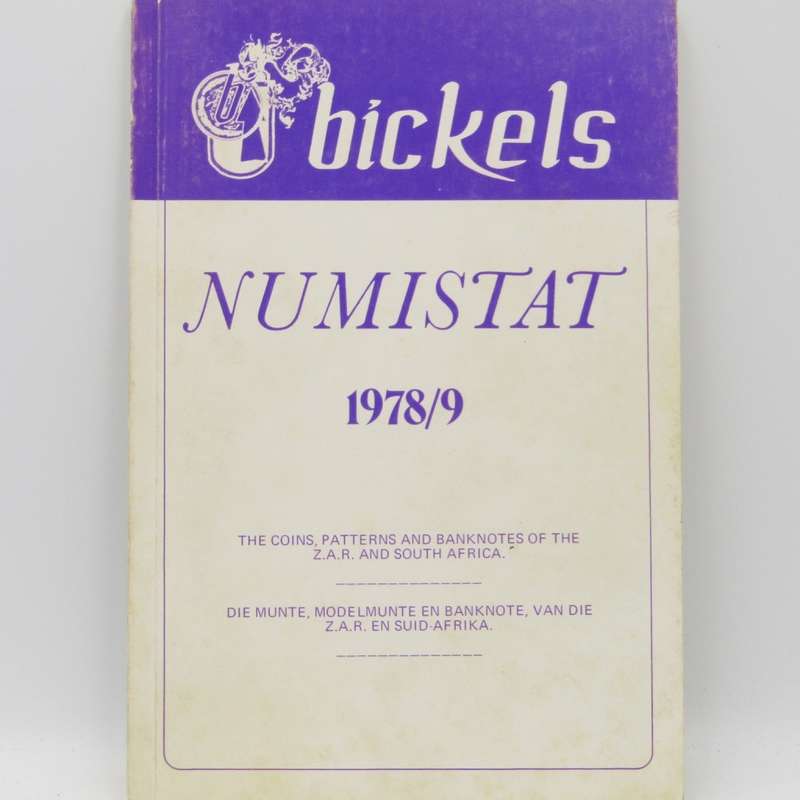 bickels
NUMISTAT
1978/9
THE COINS, PATTERNS AND BANKNOTES OF THE
Z.A.R. AND SOUTH AFRICA.
DIE MUNTE, MODELMUNTE EN BANKNOTE, VAN DIE
Z.A.R. EN SUID-AFRIKA.